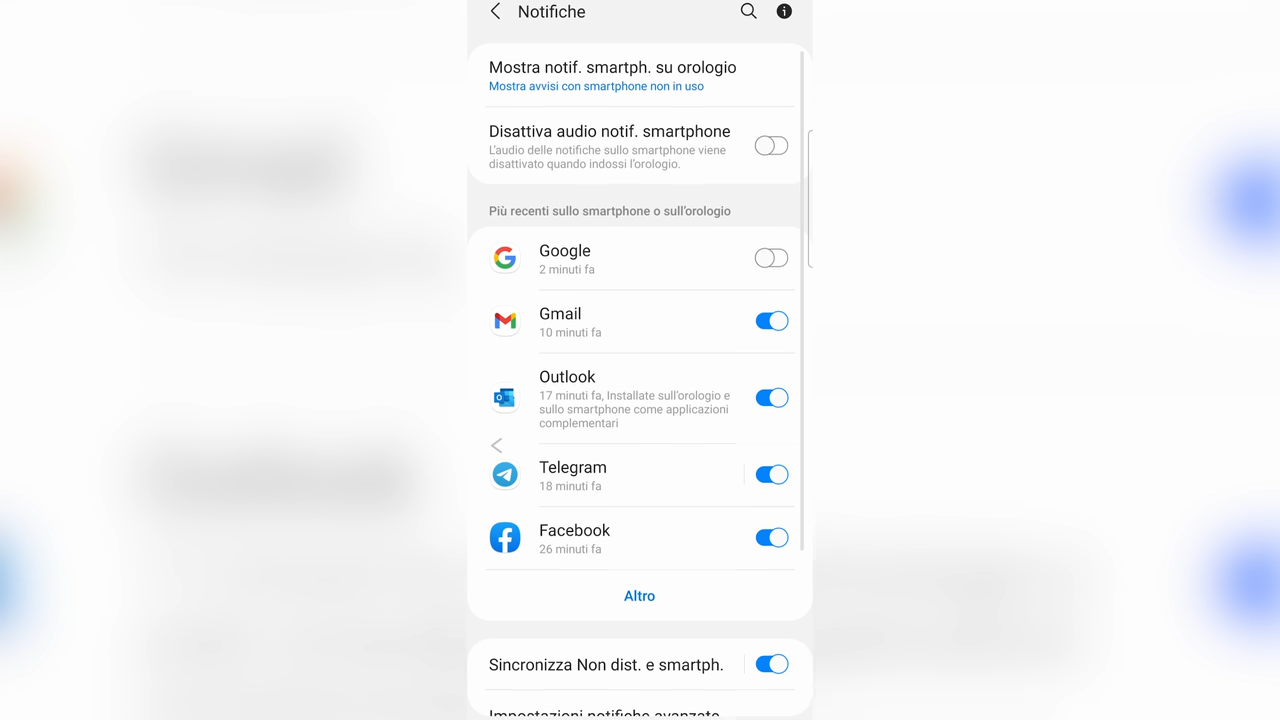 Notifiche
Mostra notif. smartph. su orologio
Mostra avvisi con smartphone non in uso
Disattiva audio notif. smartphone
L'audio delle notifiche sullo smartphone viene
disattivato quando indossi l'orologio.
Più recenti sullo smartphone o sull'orologio
Google
2 minuti fa
Gmail
10 minuti fa
Outlook
17 minuti fa, Installate sull'orologio e
sullo smartphone come applicazioni
complementari
Telegram
18 minuti fa
Facebook
26 minuti fa
Altro
Sincronizza Non dist. e smartph.
Impostazioni notifiche avanzate